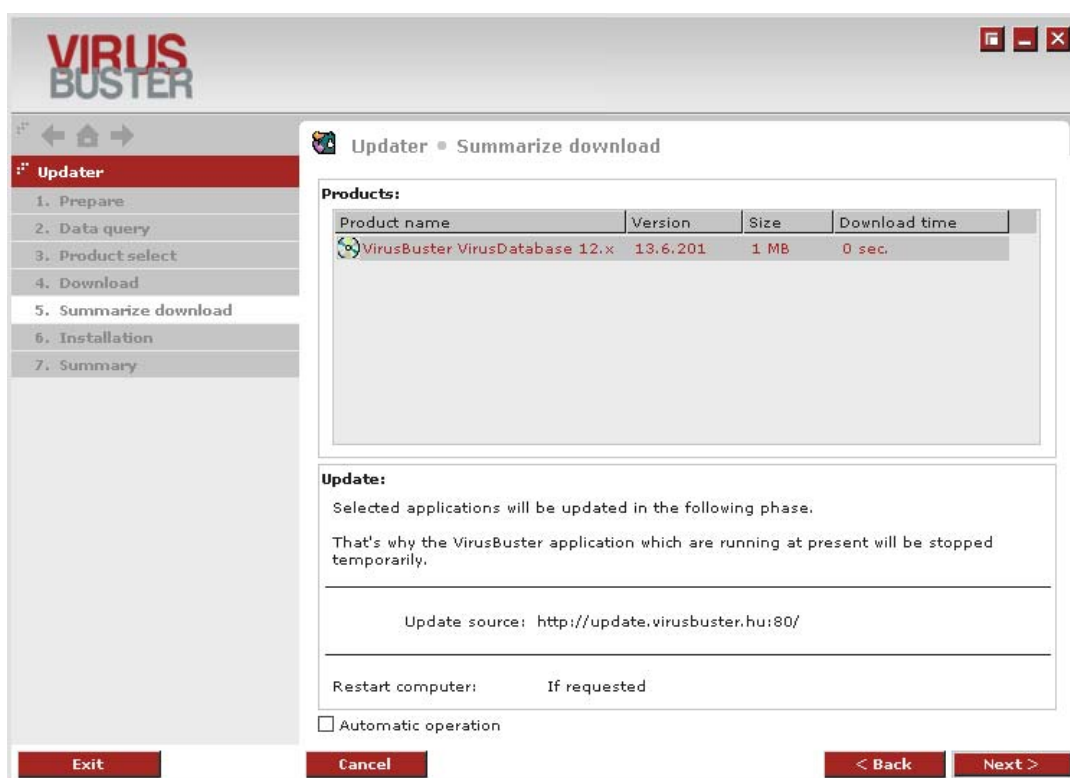 VIRUS
BUSTER
Updater
1. Prepare
2. Data query
3. Product select
4. Download
5. Summarize download
6. Installation
7. Summary
Updater • Summarize download
Products:
Product name Version Size Download time
VirusBuster VirusDatabase 12.x 13.6.201 1 MB 0 sec.
Update:
Selected applications will be updated in the following phase.
That's why the VirusBuster application which are running at present will be stopped
temporarily.
Update source: http://update.virusbuster.hu:80/
Restart computer: If requested
Automatic operation
Exit
Cancel
< Back
Next >